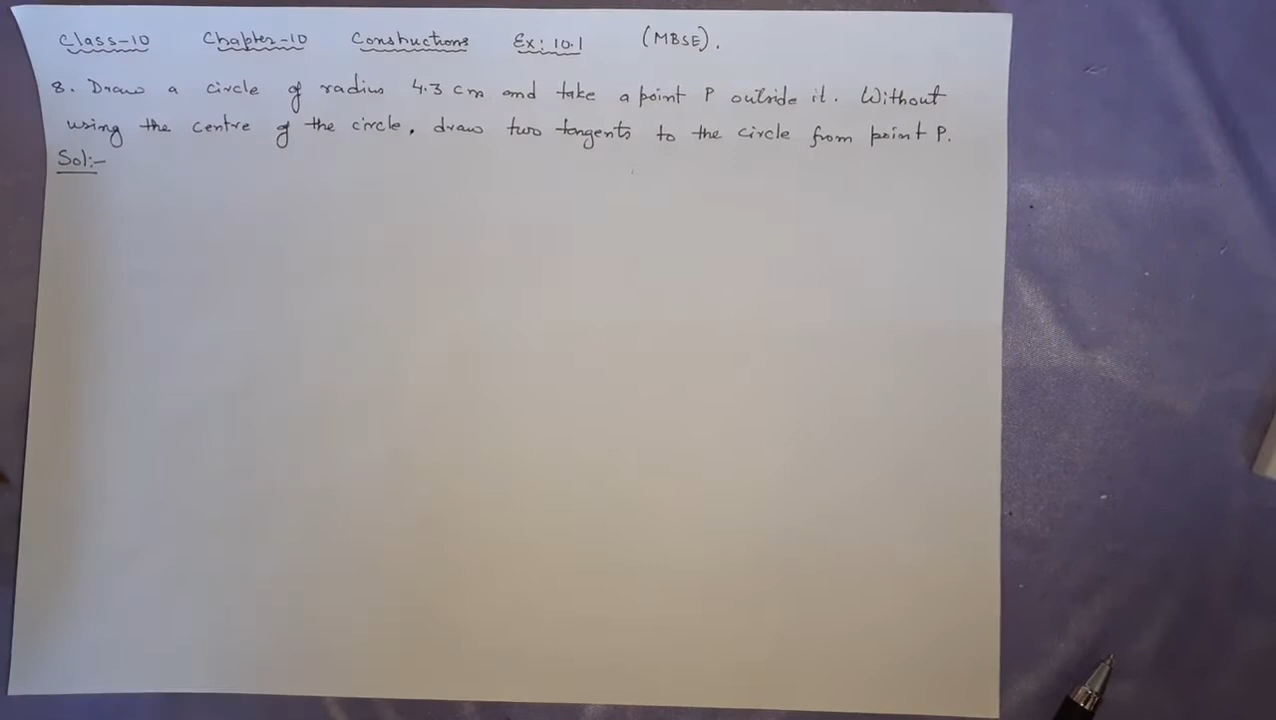 Class-10 Chapter-10 Constructions Ex: 10.1 (MBSE).
8. Draw a circle of radius 4.3 cm and take a point P outside it. Without
using the centre of the circle, draw two tangents to the circle from point P.
Sol:-